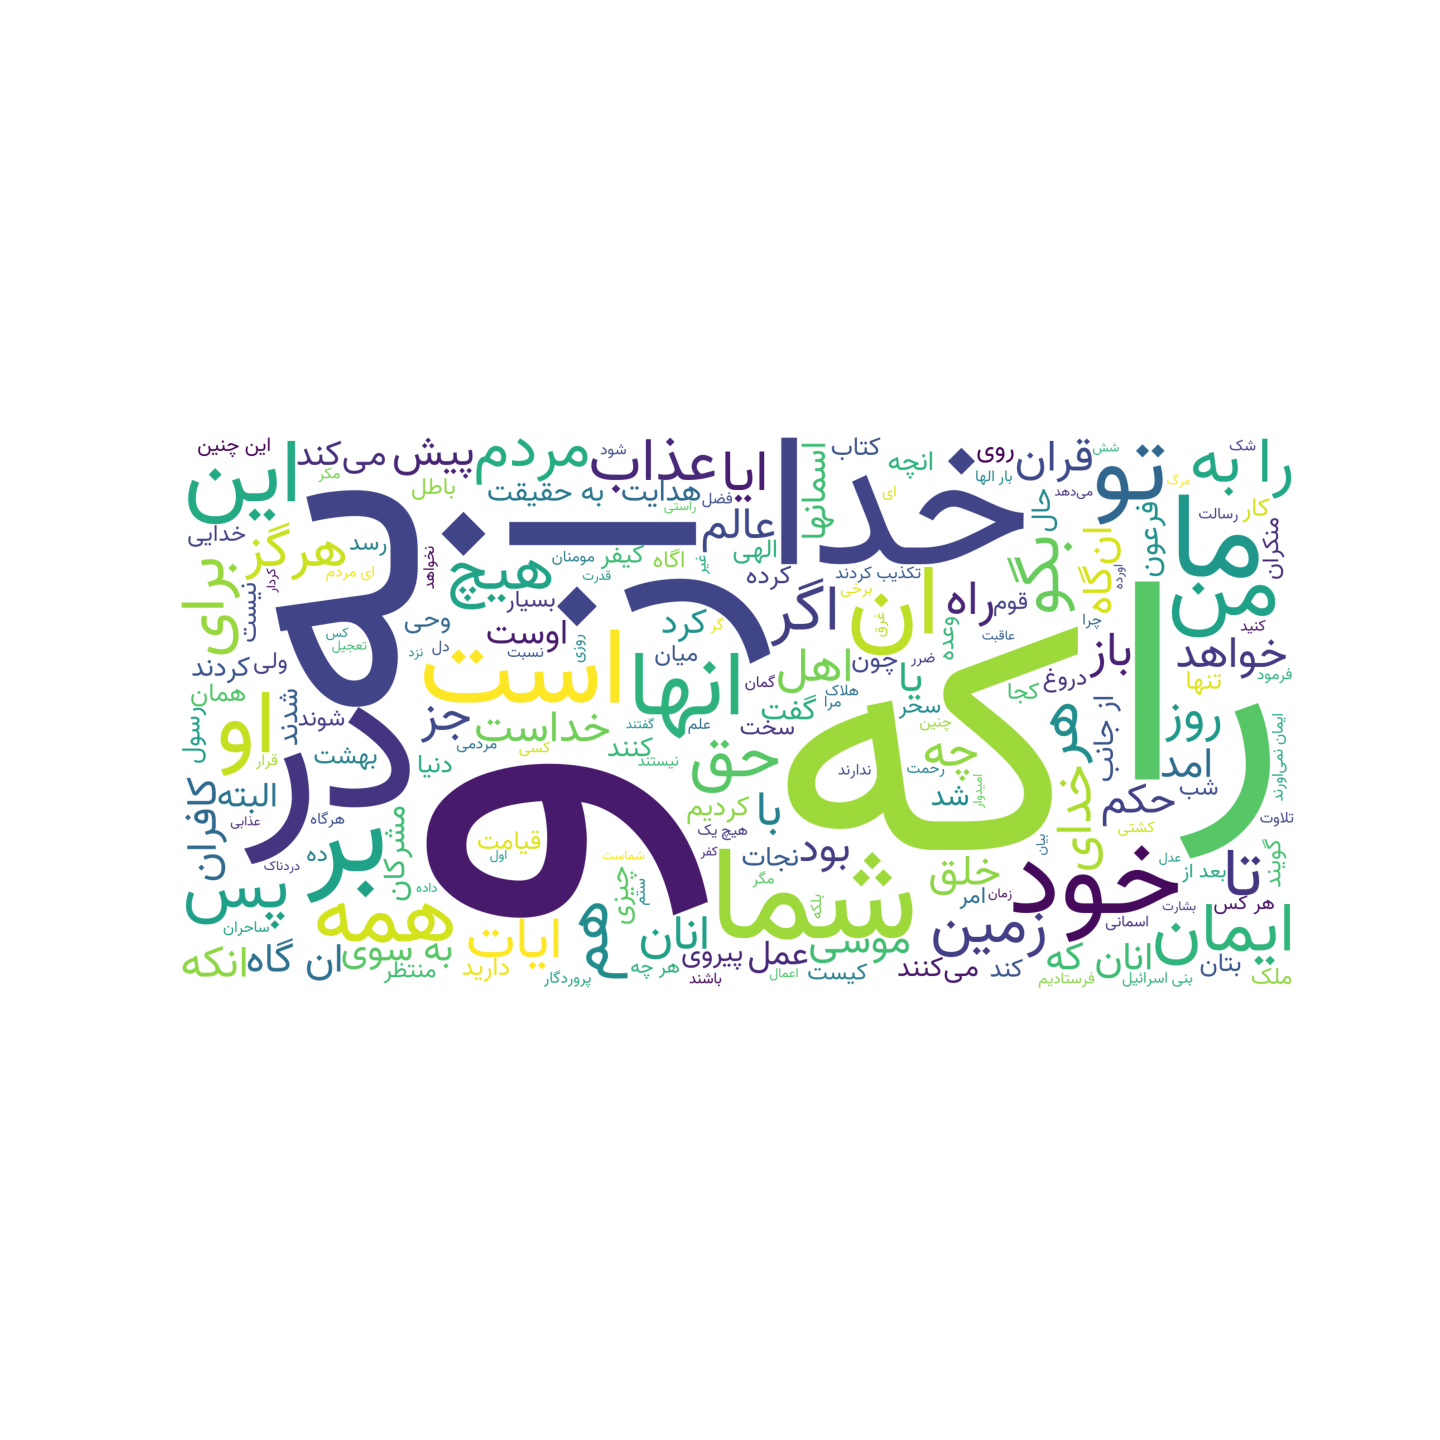 و
که
را
به
خدا
از
در
شما
است
خود
ما
این
انها
ان
بر
تو
من
همه
او
ایمان
هیچ
هر
هم
حق
تا
پس
را به
مردم
عذاب
ایا
پیش
می‌کند
این چنین
مکر
شود
باطل
به حقیقت
هدایت
فضل
راستی
عالم
اسمانها
کتاب
انچه
ای
روی
بار الها
قران
شش
می‌دهد
مرگ
شک
کار
رسالت
منکران
حال
فرعون
ان‌گاه
اورده
بگو
خدایی
هرگز
رسد
نخواهد
ای مردم
کردار
برای
نیست
کس
تعجیل
کردند
ولی
وحی
دل
نزد
اوست
نسبت
روزی
بسیار
مومنان
قدرت
کیفر
اگاه
غیر
الهی
کرده
تکذیب کردند
برخی
غرق
اگر
راه
قوم
عاقبت
وعده
چرا
کنید
خواهد
تنها
فرمود
باز
دروغ
کجا
چون
ضرر
یا
سحر
چنین
اهل
هلاک
مرا
گمان
گفت
سخت
علم
میان
کرد
گر
گفتند
خداست
کسی
کنند
نیستند
مردمی
جز
دنیا
بهشت
شوند
شدند
همان
رسول
قرار
البته
عذابی
هرگاه
کافران
دردناک
ده
مشرکان
داده
ساحران
قیامت
اول
شماست
ستم
چیزی
کردیم
کفر
هیچ یک
نجات
مگر
بلکه
با
بود
ندارند
رحمت
چه
شد
امیدوار
خلق
امر
زمان
بیان
خدای
حکم
کشتی
از جانب
روز
امد
شب
ایمان نمی‌اورند
تلاوت
گویند
عدل
بعد از
هر کس
بشارت
اسمانی
زمین
موسی
عمل
پیروی
انان
هر چه
باشند
اعمال
کیست
می‌کنند
کند
انان که
فرستادیم
بنی اسرائیل
بتان
ملک
ایات
دارید
پروردگار
به سوی
منتظر
ان گاه
انکه